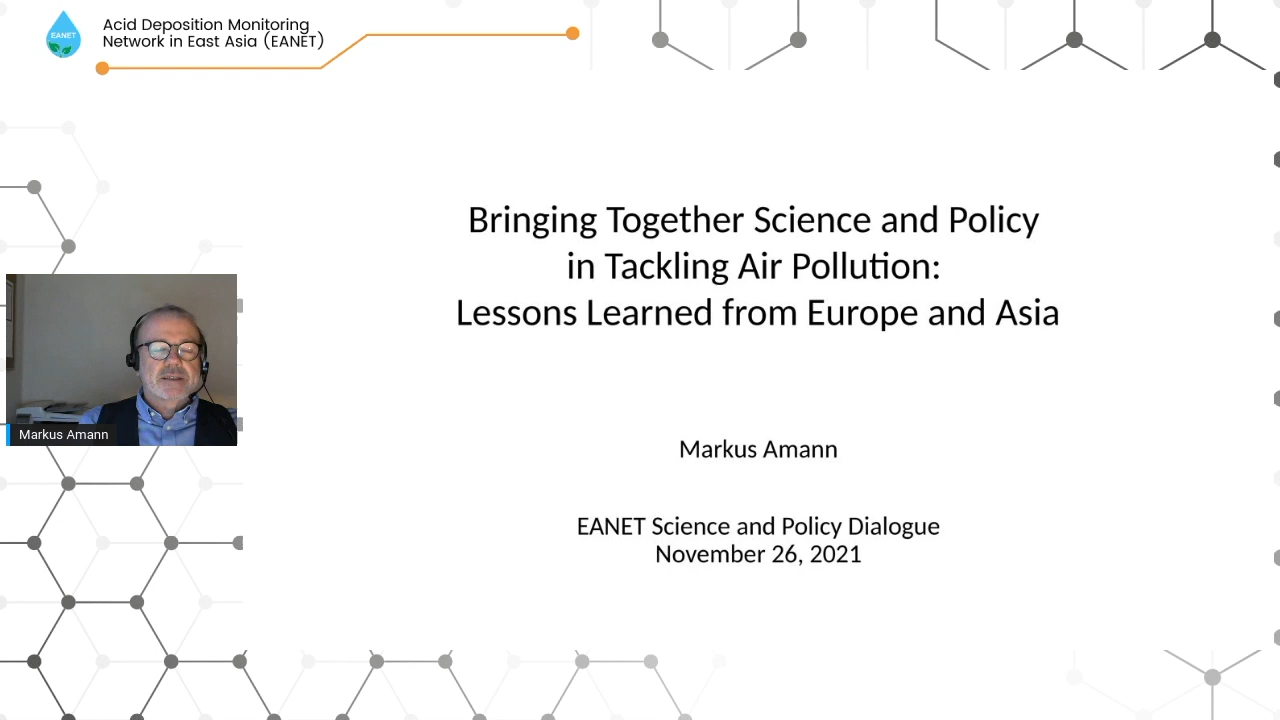 EANET
Acid Deposition Monitoring
Network in East Asia (EANET)
Bringing Together Science and Policy
in Tackling Air Pollution:
Lessons Learned from Europe and Asia
Markus Amann
Markus Amann
EANET Science and Policy Dialogue
November 26, 2021